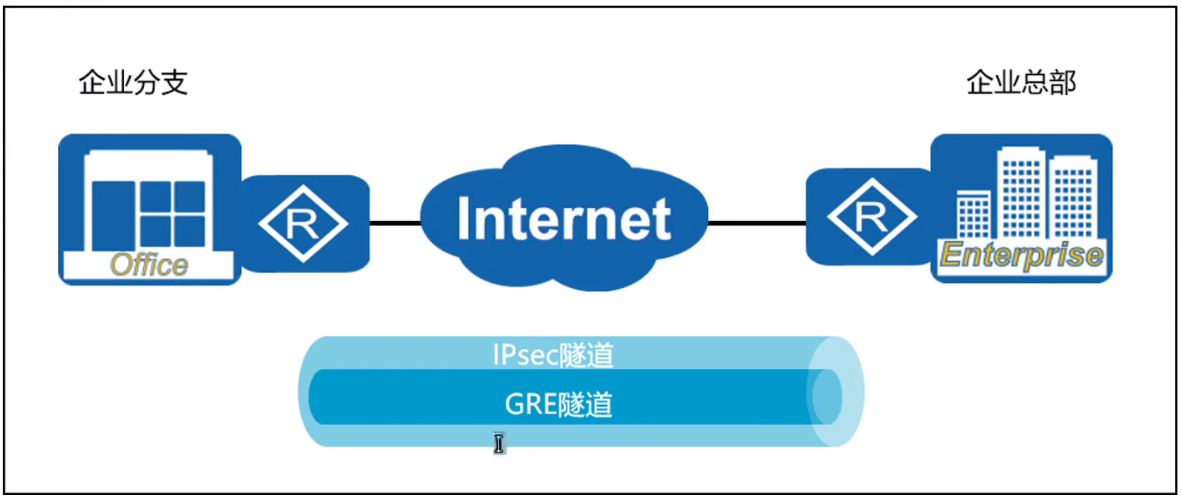 企业分支
企业总部
R
Internet
R
Office
Enterprise
IPsec隧道
GRE隧道